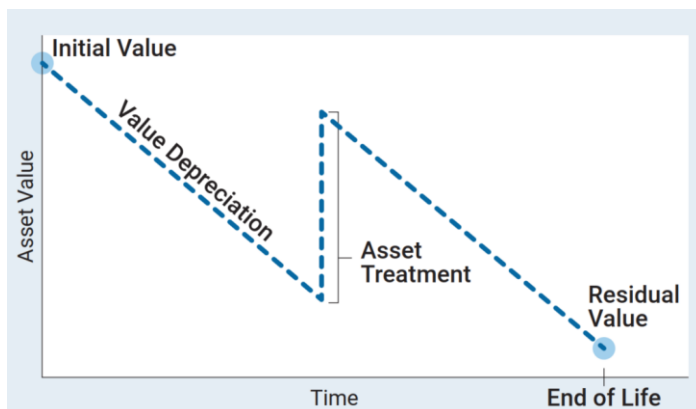 Initial Value
Value Depreciation
Asset Value
Asset
Treatment
Residual
Value
Time
End of Life